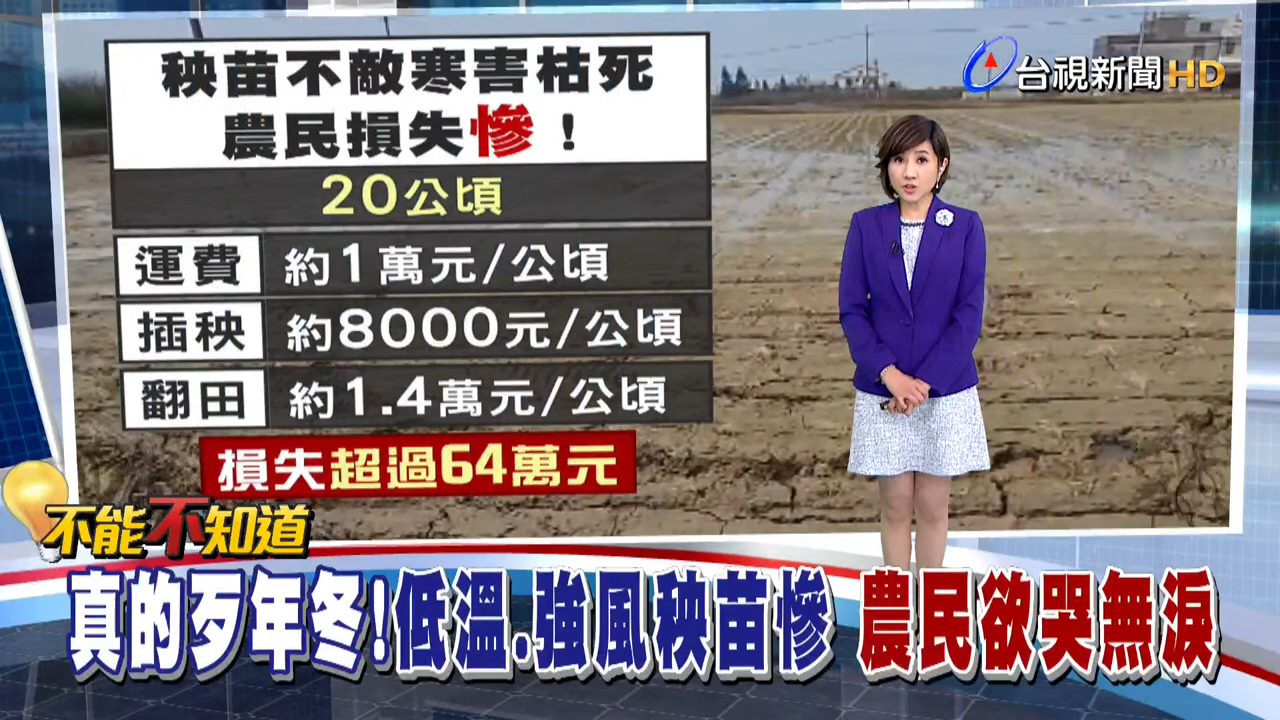 秧苗不敵寒害枯死
農民損失慘！
20公頃
運費 約1萬元/公頃
插秧 約8000元/公頃
翻田 約1.4萬元/公頃
損失超過64萬元
台視新聞HD
不能不知道
真的歹年冬!低溫.強風秧苗慘 農民欲哭無淚